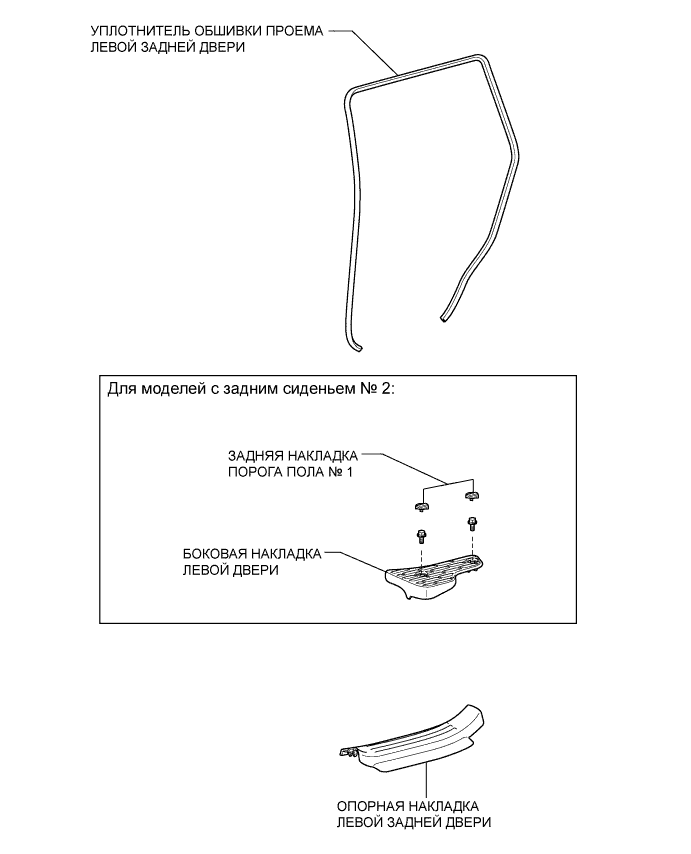 УПЛОТНИТЕЛЬ ОБШИВКИ ПРОЕМА
ЛЕВОЙ ЗАДНЕЙ ДВЕРИ
Для моделей с задним сиденьем № 2:
ЗАДНЯЯ НАКЛАДКА
ПОРОГА ПОЛА № 1
БОКОВАЯ НАКЛАДКА
ЛЕВОЙ ДВЕРИ
ОПОРНАЯ НАКЛАДКА
ЛЕВОЙ ЗАДНЕЙ ДВЕРИ